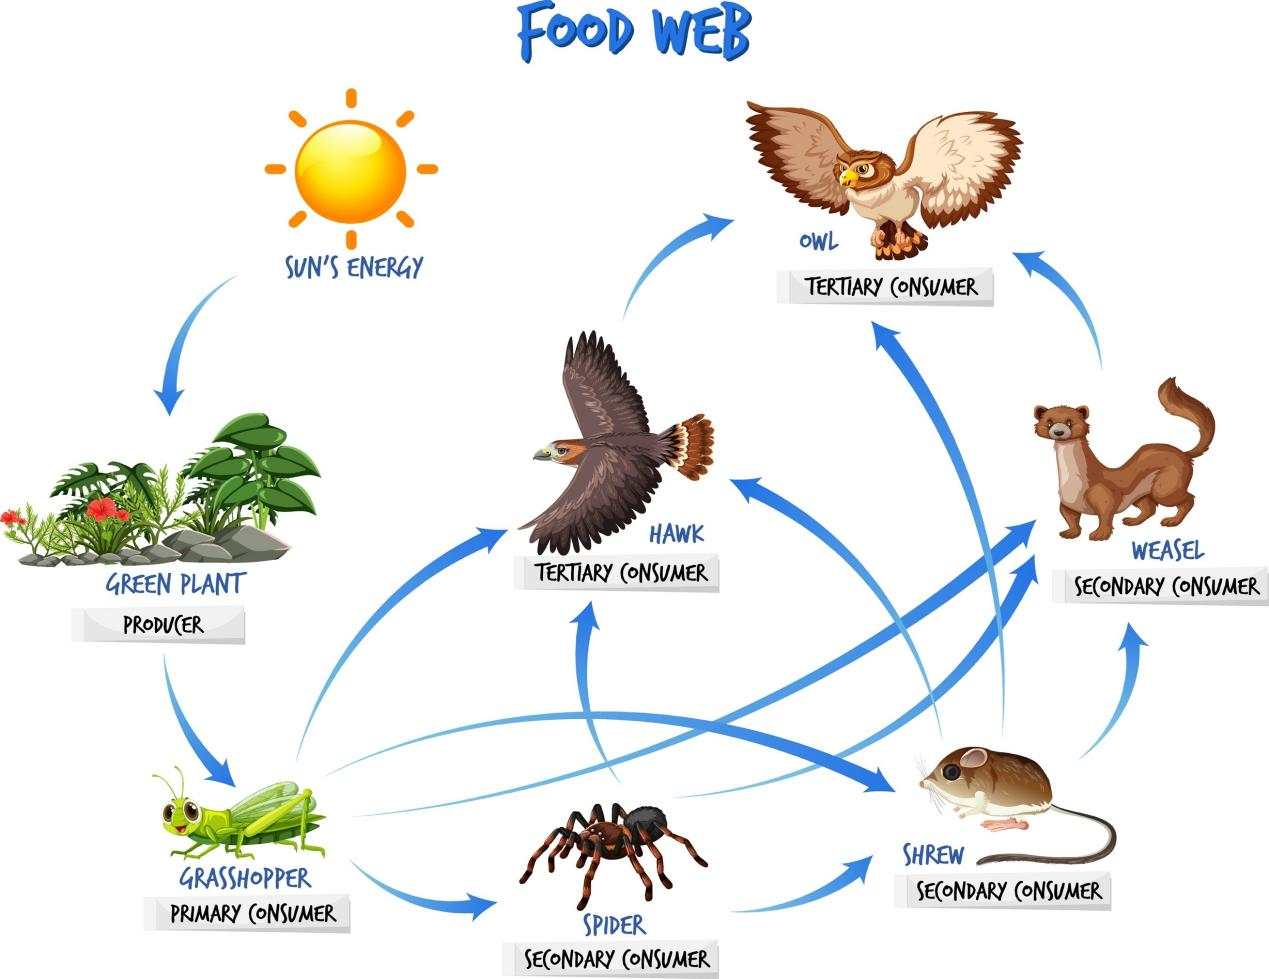 FOOD WEB
SUN'S ENERGY
OWL
TERTIARY CONSUMER
HAWK
TERTIARY CONSUMER
WEASEL
SECONDARY CONSUMER
GREEN PLANT
PRODUCER
GRASSHOPPER
PRIMARY CONSUMER
SPIDER
SECONDARY CONSUMER
SHREW
SECONDARY CONSUMER